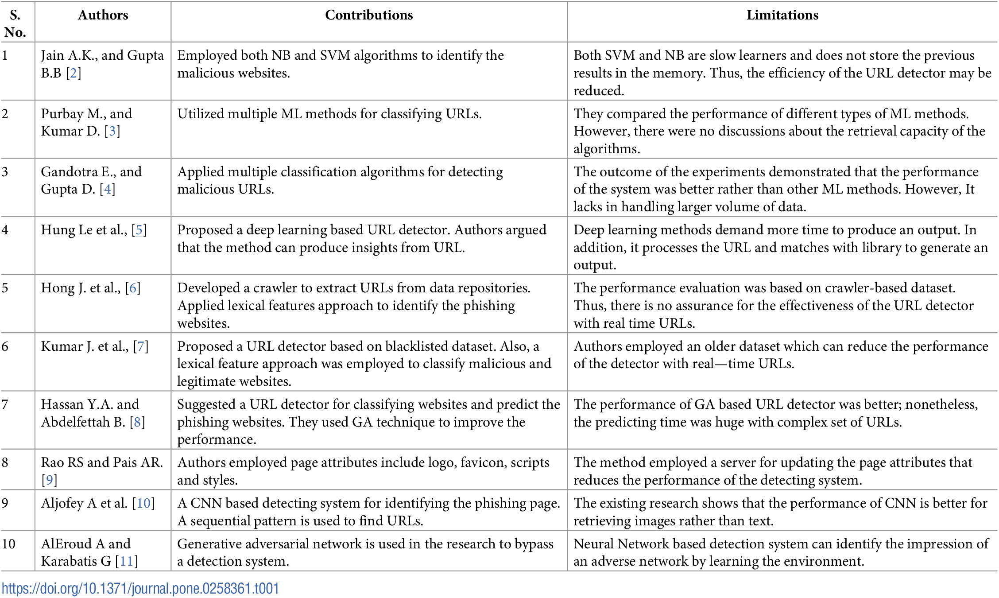 S. No. Authors Contributions Limitations
1 Jain A.K., and Gupta B.B [2] Employed both NB and SVM algorithms to identify the malicious websites. Both SVM and NB are slow learners and does not store the previous results in the memory. Thus, the efficiency of the URL detector may be reduced.
2 Purbay M., and Kumar D. [3] Utilized multiple ML methods for classifying URLs. They compared the performance of different types of ML methods. However, there were no discussions about the retrieval capacity of the algorithms.
3 Gandotra E., and Gupta D. [4] Applied multiple classification algorithms for detecting malicious URLs. The outcome of the experiments demonstrated that the performance of the system was better rather than other ML methods. However, It lacks in handling larger volume of data.
4 Hung Le et al., [5] Proposed a deep learning based URL detector. Authors argued that the method can produce insights from URL. Deep learning methods demand more time to produce an output. In addition, it processes the URL and matches with library to generate an output.
5 Hong J. et al., [6] Developed a crawler to extract URLs from data repositories. Applied lexical features approach to identify the phishing websites. The performance evaluation was based on crawler-based dataset. Thus, there is no assurance for the effectiveness of the URL detector with real time URLs.
6 Kumar J. et al., [7] Proposed a URL detector based on blacklisted dataset. Also, a lexical feature approach was employed to classify malicious and legitimate websites. Authors employed an older dataset which can reduce the performance of the detector with real—time URLs.
7 Hassan Y.A. and Abdelfettah B. [8] Suggested a URL detector for classifying websites and predict the phishing websites. They used GA technique to improve the performance. The performance of GA based URL detector was better; nonetheless, the predicting time was huge with complex set of URLs.
8 Rao RS and Pais AR. [9] Authors employed page attributes include logo, favicon, scripts and styles. The method employed a server for updating the page attributes that reduces the performance of the detecting system.
9 Aljofey A et al. [10] A CNN based detecting system for identifying the phishing page. A sequential pattern is used to find URLs. The existing research shows that the performance of CNN is better for retrieving images rather than text.
10 AlEroud A and Karabatis G [11] Generative adversarial network is used in the research to bypass a detection system. Neural Network based detection system can identify the impression of an adverse network by learning the environment.
https://doi.org/10.1371/journal.pone.0258361.t001